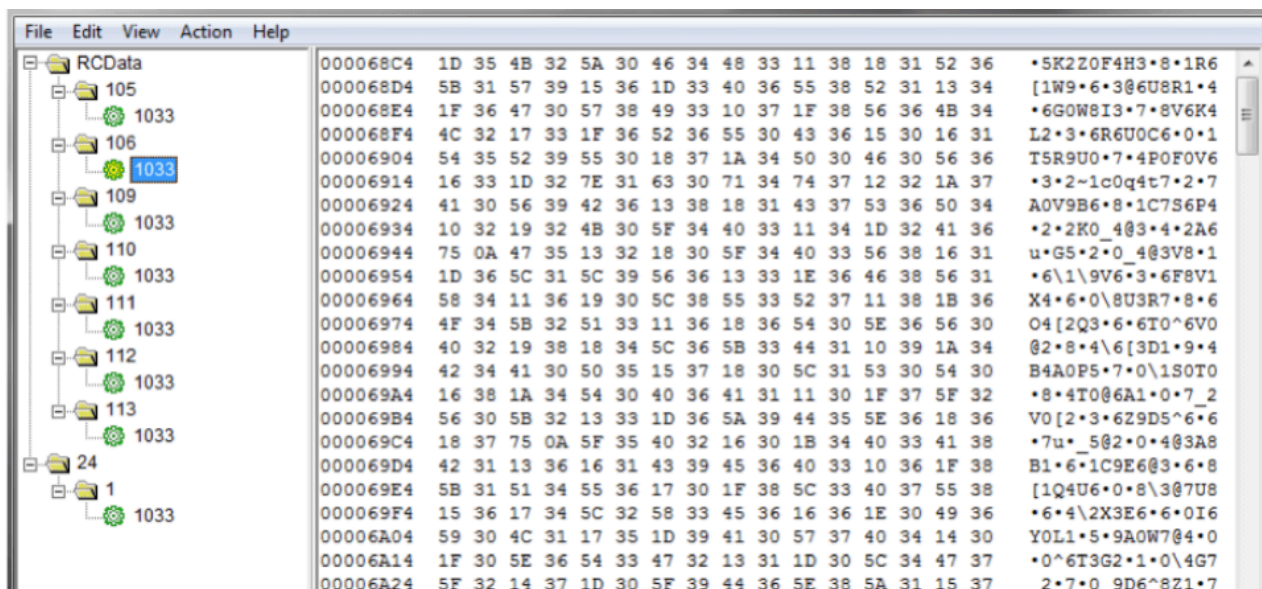 File Edit View Action Help
RCData
105
1033
106
1033
109
1033
110
1033
111
1033
112
1033
113
1033
24
1
1033
000068C4 1D 35 4B 32 5A 30 46 34 48 33 11 38 18 31 52 36 •5K2Z0F4H3•8•1R6
000068D4 5B 31 57 39 15 36 1D 33 40 36 55 38 52 31 13 34 [1W9•6•3@6U8R1•4
000068E4 1F 36 47 30 57 38 49 33 10 37 1F 38 56 36 4B 34 •6G0W8I3•7•8V6K4
000068F4 4C 32 17 33 1F 36 52 36 55 30 43 36 15 30 16 31 L2•3•6R6U0C6•0•1
00006904 54 35 52 39 55 30 18 37 1A 34 50 30 46 30 56 36 T5R9U0•7•4P0F0V6
00006914 16 33 1D 32 7E 31 63 30 71 34 74 37 12 32 1A 37 •3•2~1c0q4t7•2•7
00006924 41 30 56 39 42 36 13 38 18 31 43 37 53 36 50 34 A0V9B6•8•1C7S6P4
00006934 10 32 19 32 4B 30 5F 34 40 33 11 34 1D 32 41 36 •2•2K0_4@3•4•2A6
00006944 75 0A 47 35 13 32 18 30 5F 34 40 33 56 38 16 31 u•G5•2•0_4@3V8•1
00006954 1D 36 5C 31 5C 39 56 36 13 33 1E 36 46 38 56 31 •6\1\9V6•3•6F8V1
00006964 58 34 11 36 19 30 5C 38 55 33 52 37 11 38 1B 36 X4•6•0\8U3R7•8•6
00006974 4F 34 5B 32 51 33 11 36 18 36 54 30 5E 36 56 30 O4[2Q3•6•6T0^6V0
00006984 40 32 19 38 18 34 5C 36 5B 33 44 31 10 39 1A 34 @2•8•4\6[3D1•9•4
00006994 42 34 41 30 50 35 15 37 18 30 5C 31 53 30 54 30 B4A0P5•7•0\1S0T0
000069A4 16 38 1A 34 54 30 40 36 41 31 11 30 1F 37 5F 32 •8•4T0@6A1•0•7_2
000069B4 56 30 5B 32 13 33 1D 36 5A 39 44 35 5E 36 18 36 V0[2•3•6Z9D5^6•6
000069C4 18 37 75 0A 5F 35 40 32 16 30 1B 34 40 33 41 38 •7u•_5@2•0•4@3A8
000069D4 42 31 13 36 16 31 43 39 45 36 40 33 10 36 1F 38 B1•6•1C9E6@3•6•8
000069E4 5B 31 51 34 55 36 17 30 1F 38 5C 33 40 37 55 38 [1Q4U6•0•8\3@7U8
000069F4 15 36 17 34 5C 32 58 33 45 36 16 36 1E 30 49 36 •6•4\2X3E6•6•0I6
00006A04 59 30 4C 31 17 35 1D 39 41 30 57 37 40 34 14 30 Y0L1•5•9A0W7@4•0
00006A14 1F 30 5E 36 54 33 47 32 13 31 1D 30 5C 34 47 37 •0^6T3G2•1•0\4G7
00006A24 5F 32 14 37 1D 30 5F 39 44 36 5E 38 5A 31 15 37 2•7•0 9D6^8Z1•7